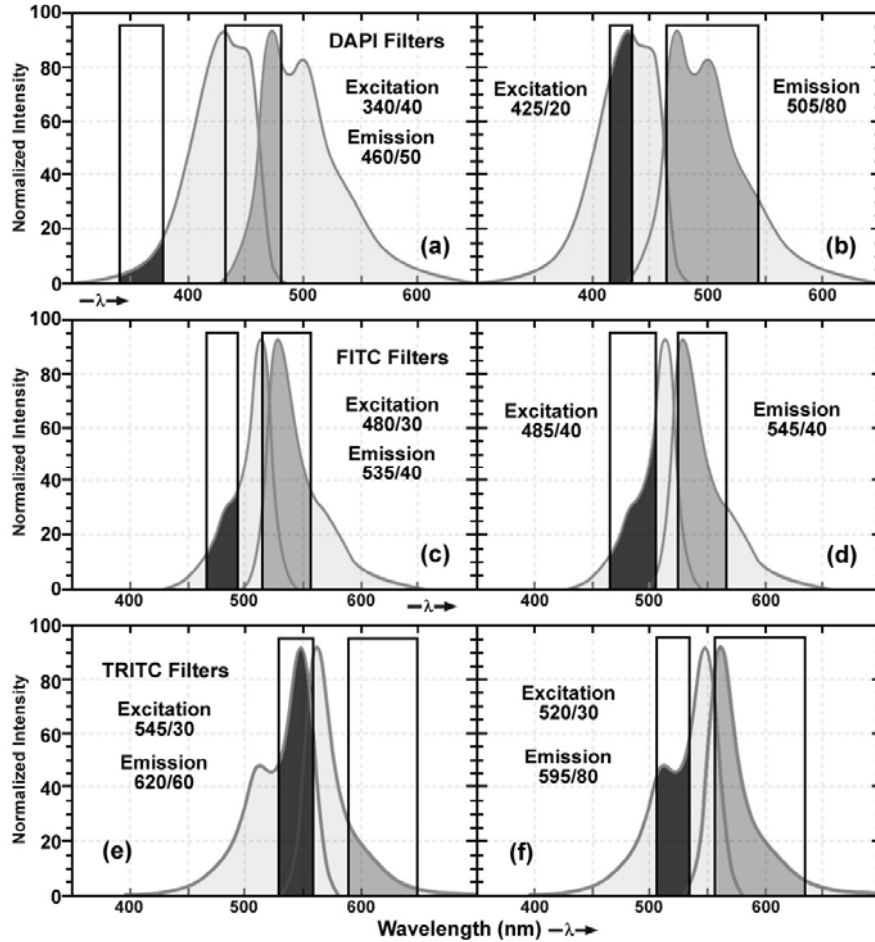 100
80
60
40
20
0
Normalized Intensity
DAPI Filters
Excitation
340/40
Emission
460/50
(a)
λ
400
500
600
Excitation
425/20
Emission
505/80
(b)
400
500
600
100
80
60
40
20
0
Normalized Intensity
FITC Filters
Excitation
480/30
Emission
535/40
(c)
400
500
600
λ
Excitation
485/40
Emission
545/40
(d)
400
500
600
100
80
60
40
20
0
Normalized Intensity
TRITC Filters
Excitation
545/30
Emission
620/60
(e)
400
500
600
Excitation
520/30
Emission
595/80
(f)
400
500
600
Wavelength (nm) λ